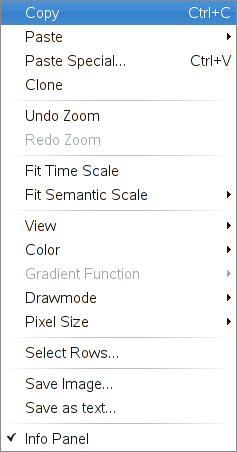 Copy Ctrl+C
Paste
Paste Special... Ctrl+V
Clone
Undo Zoom
Redo Zoom
Fit Time Scale
Fit Semantic Scale
View
Color
Gradient Function
Drawmode
Pixel Size
Select Rows...
Save Image...
Save as text...
Info Panel